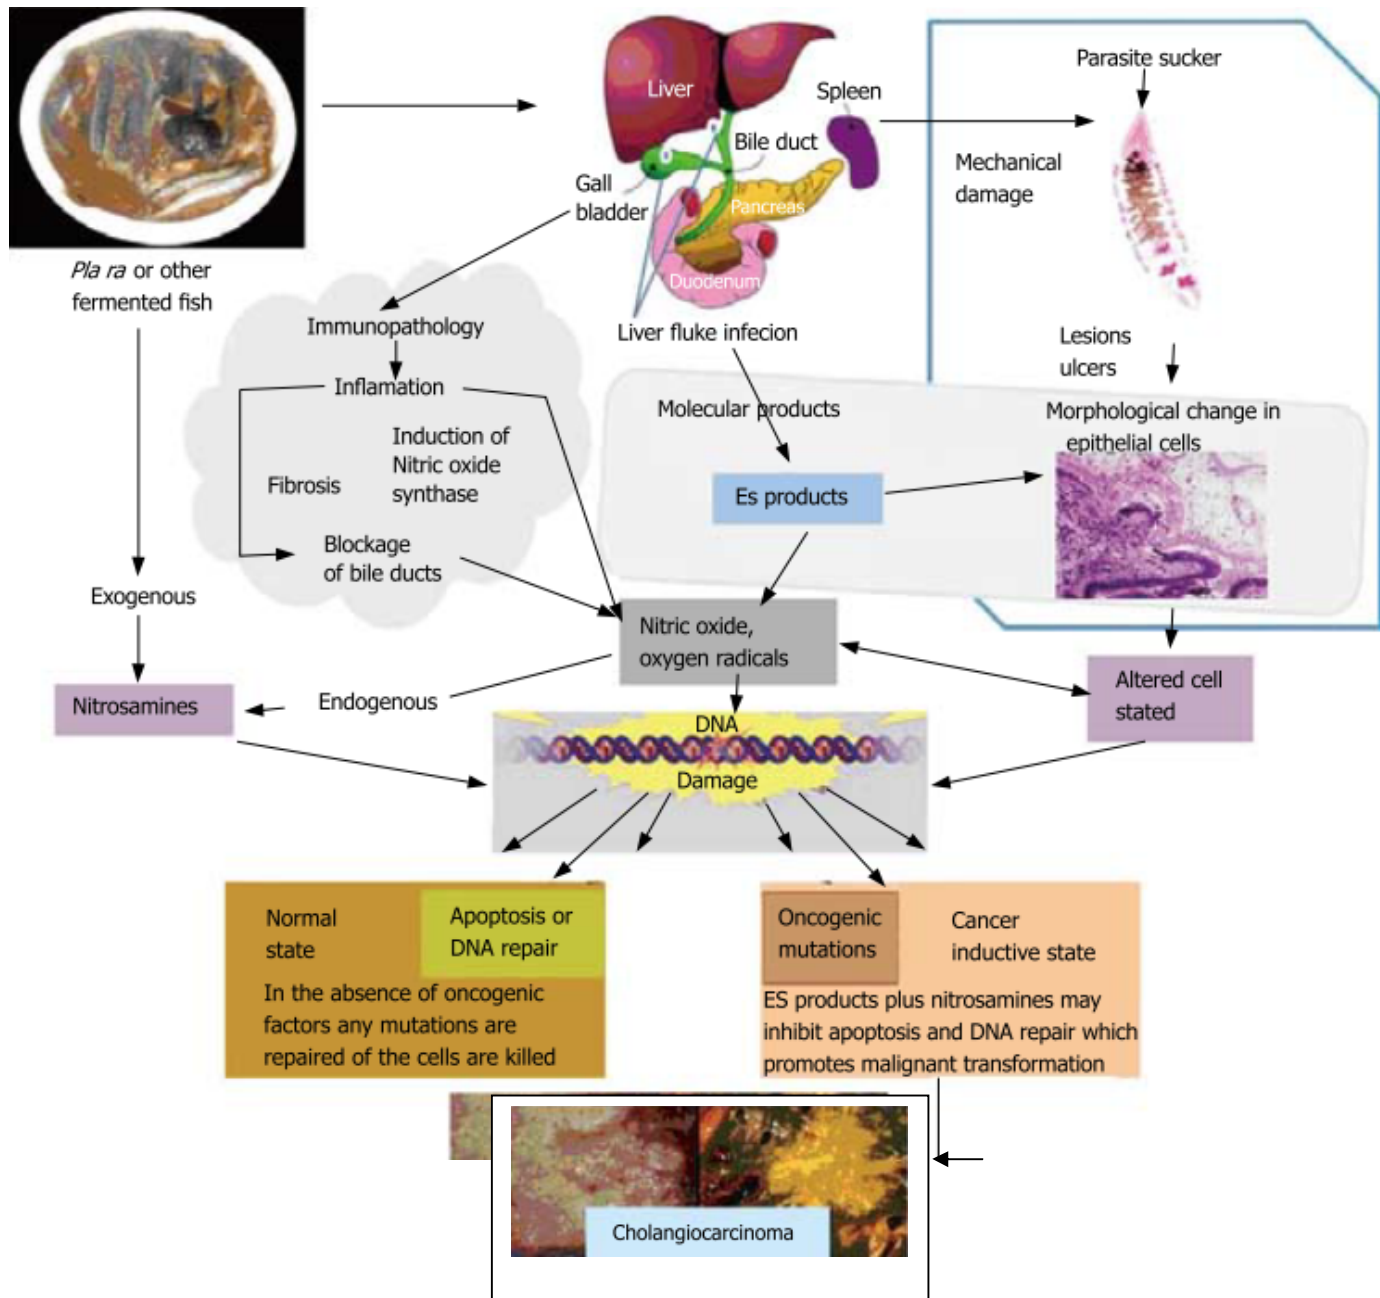 Liver
Spleen
Bile duct
Gall
bladder
Pancreas
Duodenum
Liver fluke infecion
Parasite sucker
Mechanical
damage
Lesions
ulcers
Pla ra or other
fermented fish
Immunopathology
Inflamation
Induction of
Nitric oxide
synthase
Fibrosis
Blockage
of bile ducts
Molecular products
Es products
Morphological change in
epithelial cells
Exogenous
Nitrosamines
Endogenous
Nitric oxide,
oxygen radicals
Altered cell
stated
DNA
Damage
Normal
state
Apoptosis or
DNA repair
In the absence of oncogenic
factors any mutations are
repaired of the cells are killed
Oncogenic
mutations
Cancer
inductive state
ES products plus nitrosamines may
inhibit apoptosis and DNA repair which
promotes malignant transformation
Cholangiocarcinoma